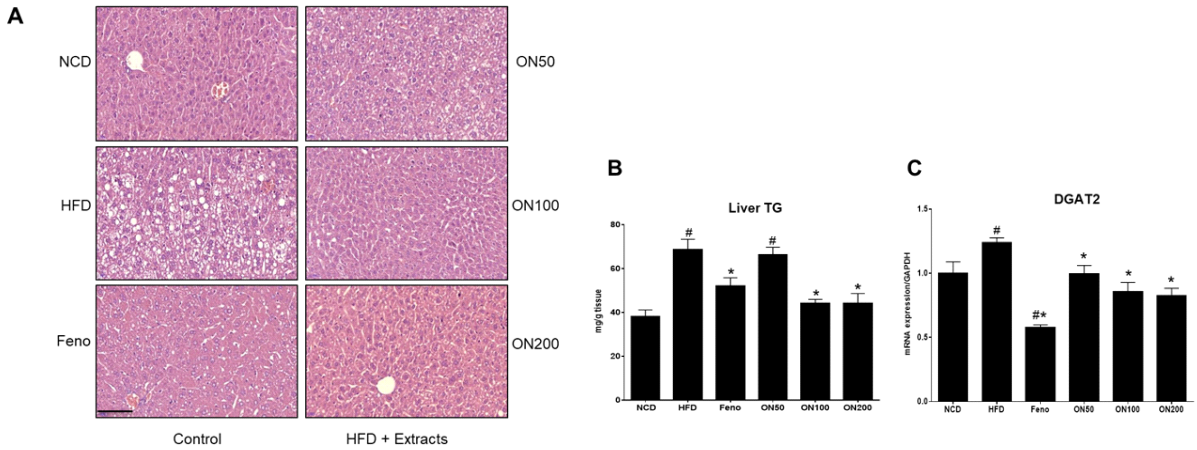 A
NCD
ON50
HFD
ON100
Feno
ON200
Control
HFD + Extracts
B
Liver TG
mg/g tissue
80
60
40
20
0
#
*
#
*
*
NCD
HFD
Feno
ON50
ON100
ON200
C
DGAT2
mRNA expression/GAPDH
1.5
1.0
0.5
0.0
#
#*
*
*
*
NCD
HFD
Feno
ON50
ON100
ON200